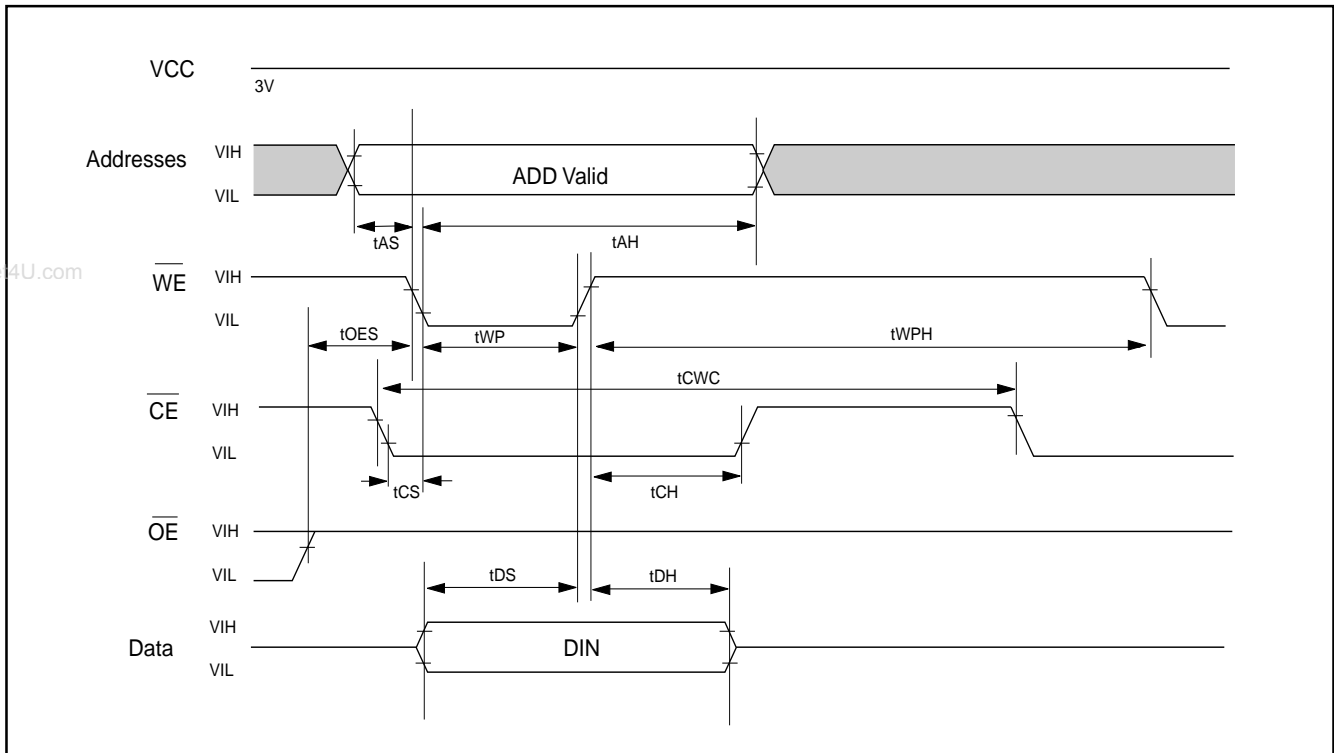 VCC
3V
Addresses
VIH
ADD Valid
VIL
tAS
tAH
et4U.com
WE
VIH
VIL
tOES
tWP
tWPH
tCWC
CE
VIH
VIL
tCS
tCH
OE
VIH
VIL
tDS
tDH
VIH
Data
DIN
VIL